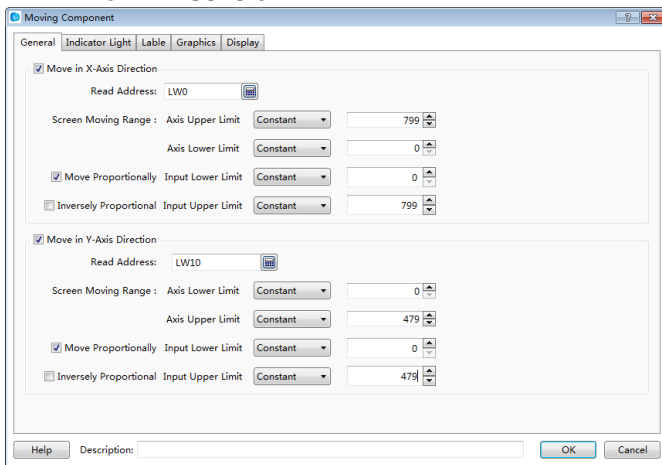 Moving Component
General Indicator Light Lable Graphics Display
Move in X-Axis Direction
Read Address: LW0
Screen Moving Range : Axis Upper Limit Constant 799
Axis Lower Limit Constant 0
Move Proportionally Input Lower Limit Constant 0
Inversely Proportional Input Upper Limit Constant 799
Move in Y-Axis Direction
Read Address: LW10
Screen Moving Range : Axis Lower Limit Constant 0
Axis Upper Limit Constant 479
Move Proportionally Input Lower Limit Constant 0
Inversely Proportional Input Upper Limit Constant 479
Help Description: OK Cancel